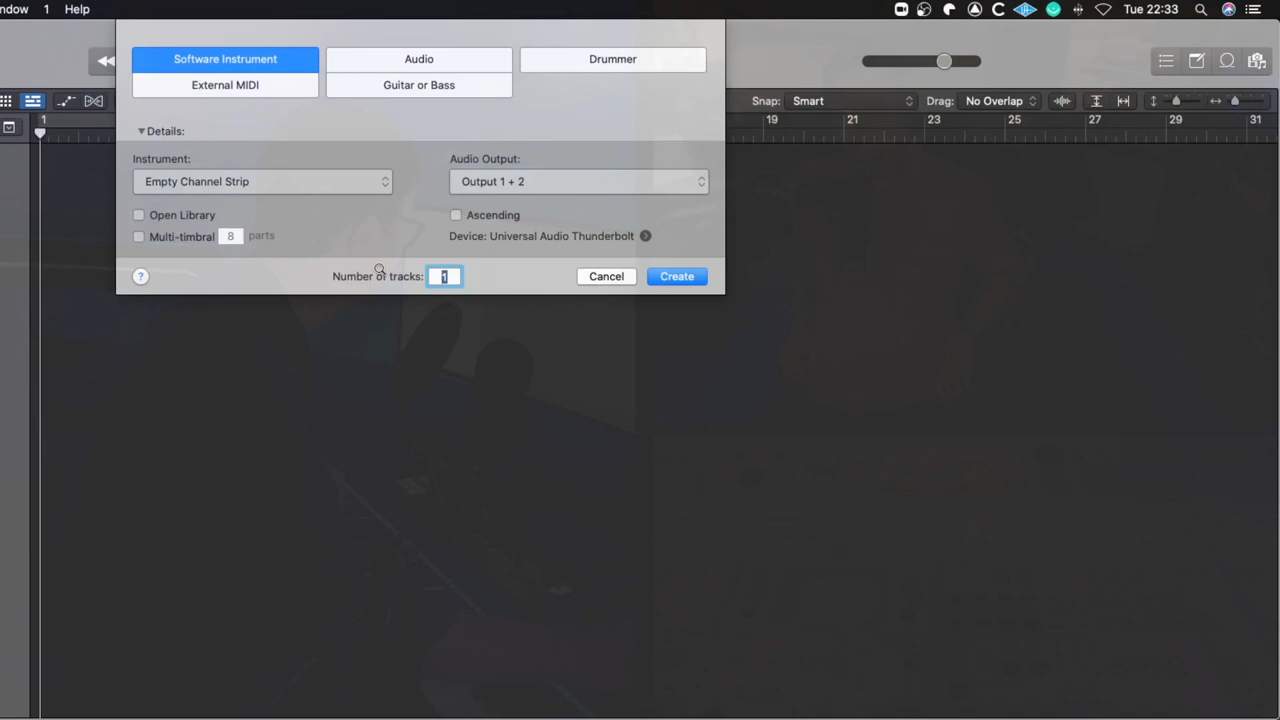 ndow 1 Help Tue 22:33
Software Instrument Audio Drummer
External MIDI Guitar or Bass
Snap: Smart Drag: No Overlap
Details:
1 19 21 23 25 27 29 31
Instrument: Audio Output:
Empty Channel Strip Output 1 + 2
Open Library Ascending
Multi-timbral 8 parts Device: Universal Audio Thunderbolt
? Number of tracks: 1 Cancel Create